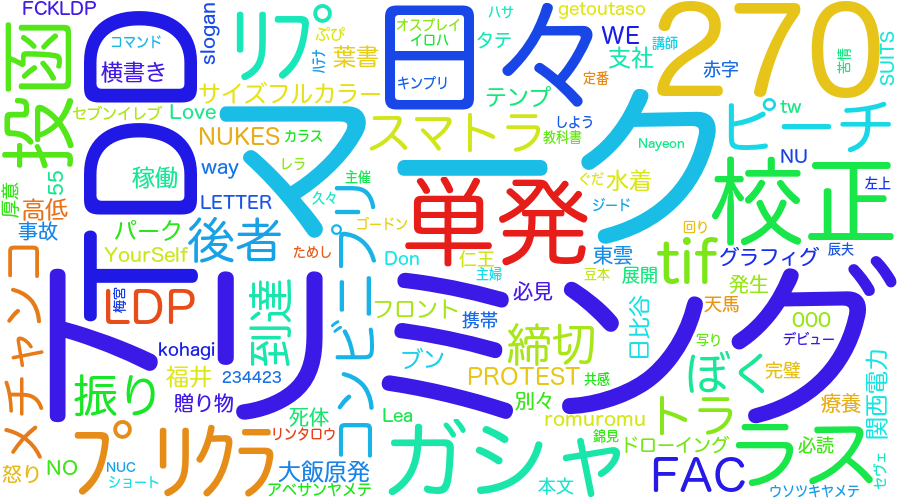 FCKLDP
コマンド
slogan
リプ
ぷぴ
ハテナ
葉書
オスプレイ
イロハ
キンプリ
日々
タテ
ハサ
getoutaso
WE
支社
講師
定番
赤字
270
苦情
SUITS
投函
DD
横書き
セブンイレブ
Love
サイズフルカラー
テンプ
スマトラ
しよう
教科書
Nayeon
ピーチ
tw
NUKES
カラス
way
レラ
稼働
155
厚意
高低
事故
LETTER
主催
久々
マーク
単発
ぐだ
水着
ジード
校正
NU
左上
パーク
後者
ゴードン
YourSelf
ためし
Don
仁王
主婦
東雲
豆本
展開
回り
tif
グラフィグ
辰夫
発生
TDD
梅宮
LDP
到達
コンビニプリ
フロント
必見
携帯
日比谷
天馬
000
デビュー
トリミング
メチャンコ
kohagi
福井
234423
ブン
締切
写り
ぼく
完璧
関西電力
振り
贈り物
死体
リンタロウ
Lea
PROTEST
共感
別々
romuromu
錦見
トラ
療養
必読
ドローイング
怒り
NO
NUC
ショート
プリクラ
大飯原発
アベサンヤメテ
ガシャ
本文
FAC
ラス
セヴェ
ウソツキヤメテ